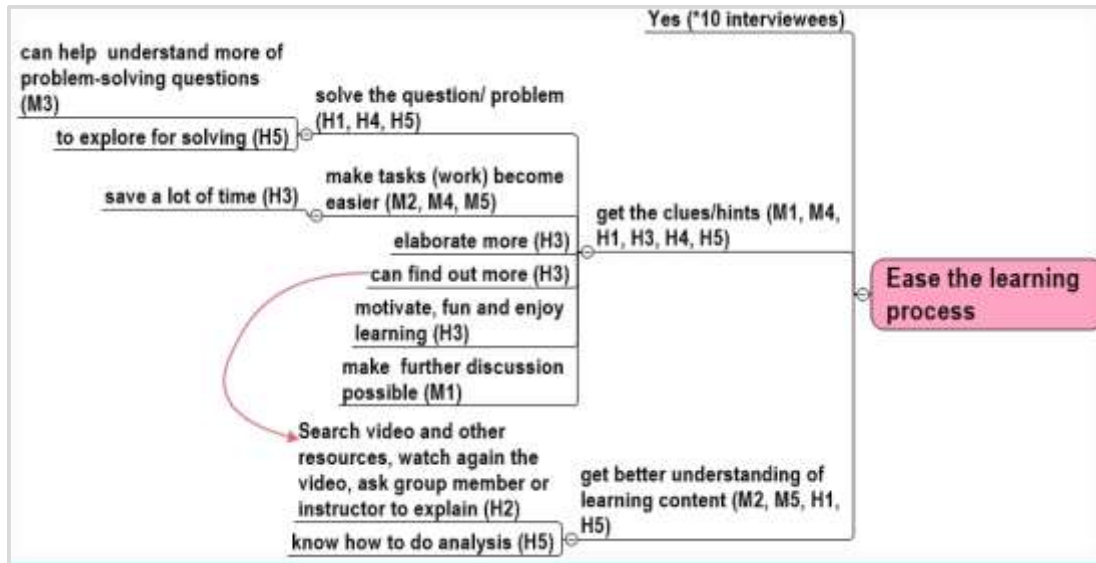 Yes (*10 interviewees)
can help understand more of
problem-solving questions
(M3)
to explore for solving (H5)
solve the question/ problem
(H1, H4, H5)
save a lot of time (H3)
make tasks (work) become
easier (M2, M4, M5)
elaborate more (H3)
can find out more (H3)
motivate, fun and enjoy
learning (H3)
make further discussion
possible (M1)
get the clues/hints (M1, M4,
H1, H3, H4, H5)
Ease the learning
process
Search video and other
resources, watch again the
video, ask group member or
instructor to explain (H2)
know how to do analysis (H5)
get better understanding of
learning content (M2, M5, H1,
H5)